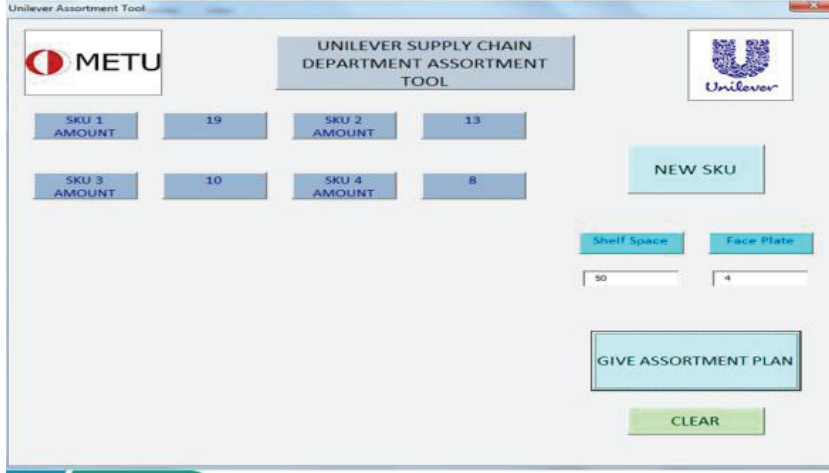 Unilever Assortment Tool
METU
UNILEVER SUPPLY CHAIN
DEPARTMENT ASSORTMENT
TOOL
Unilever
SKU 1
AMOUNT
19
SKU 2
AMOUNT
13
SKU 3
AMOUNT
10
SKU 4
AMOUNT
8
NEW SKU
Shelf Space
Face Plate
50
4
GIVE ASSORTMENT PLAN
CLEAR